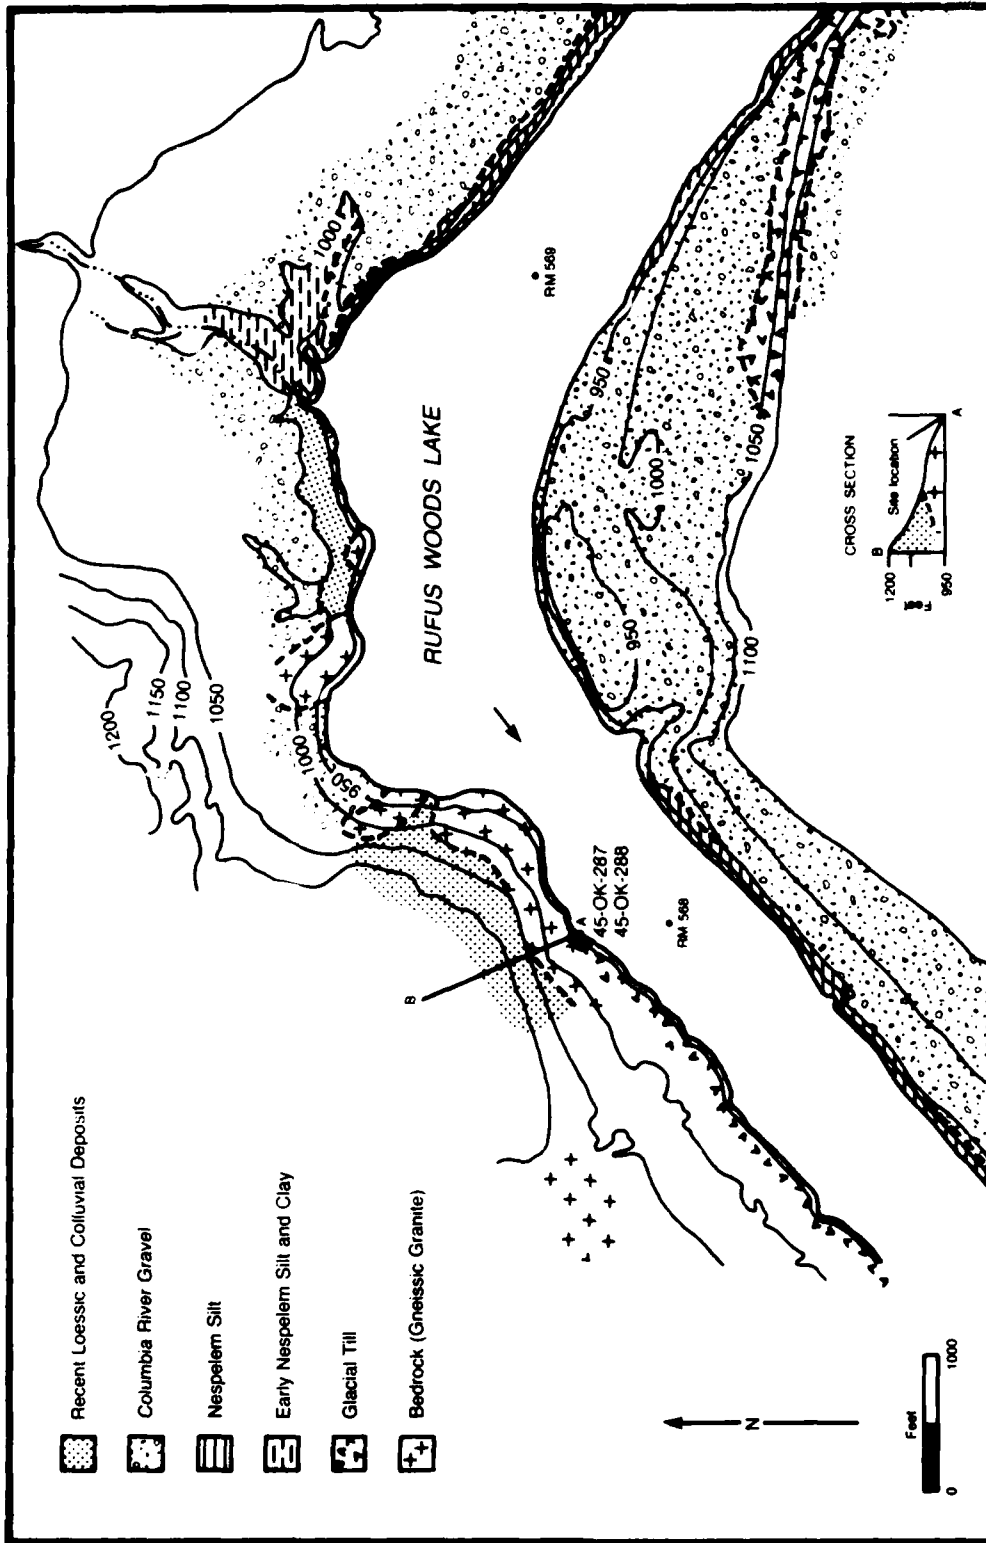 Recent Loessic and Colluvial Deposits
Columbia River Gravel
Nespelem Silt
Early Nespelem Silt and Clay
Glacial Till
Bedrock (Gneissic Granite)
1200
1150
1100
1050
1000
950
1000
RUFUS WOODS LAKE
RM 569
B
A
45-OK-287
45-OK-288
RM 568
950
1000
950
1050
1100
CROSS SECTION
B
1200
Site location
Feet
950
A
N
Feet
0
1000